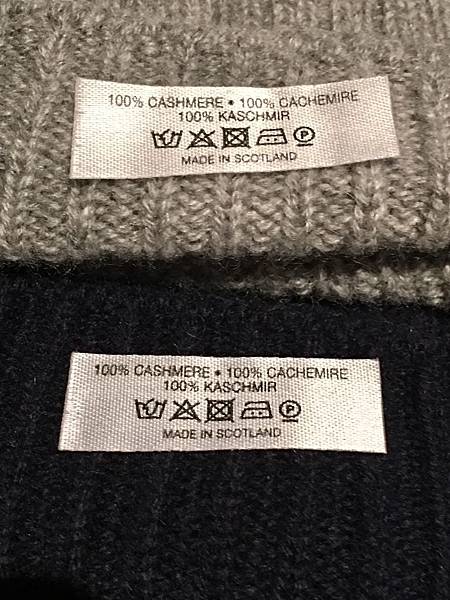 100% CASHMERE • 100% CACHEMIRE
100% KASCHMIR
P
MADE IN SCOTLAND
100% CASHMERE • 100% CACHEMIRE
100% KASCHMIR
P
MADE IN SCOTLAND